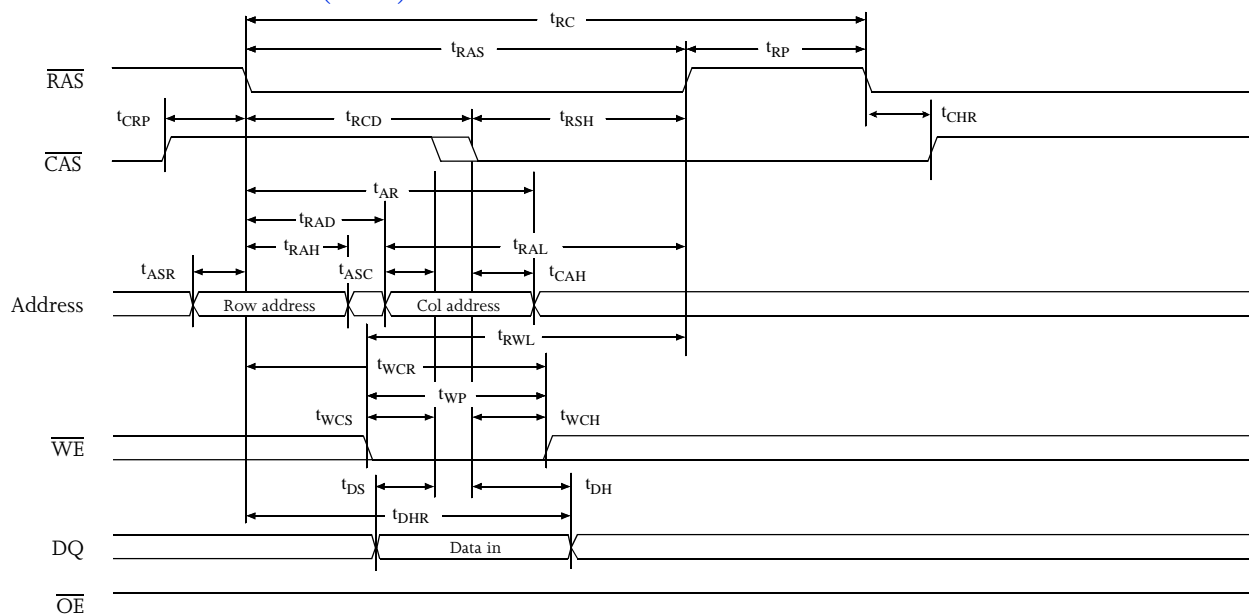 tRC
tRAS
tRP
RAS
tCRP
tRCD
tRSH
tCHR
CAS
tAR
tRAD
tRAH
tRAL
tASR
tASC
tCAH
Address
Row address
Col address
tRWL
tWCR
tWP
tWCS
tWCH
WE
tDS
tDH
tDHR
DQ
Data in
OE